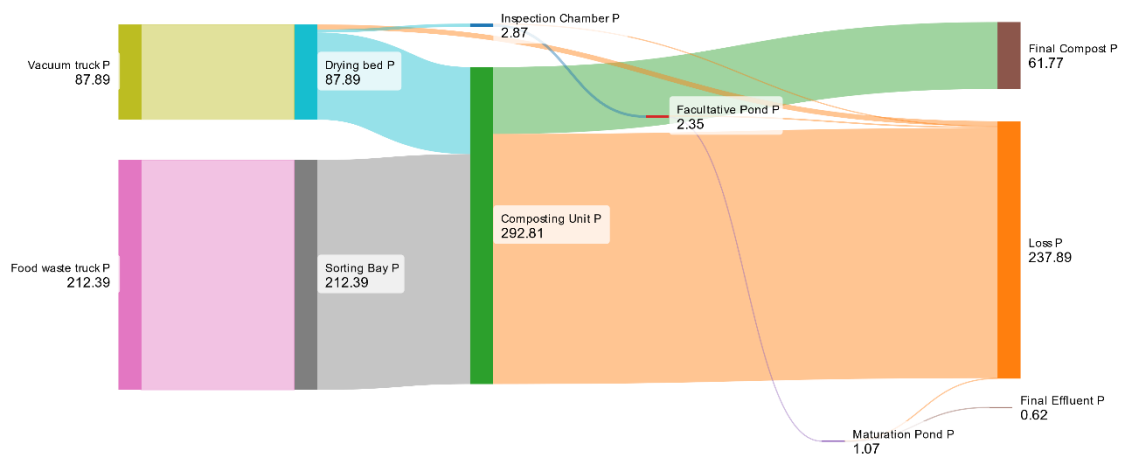 Inspection Chamber P
2.87
Final Compost P
61.77
Vacuum truck P
87.89
Drying bed P
87.89
Facultative Pond P
2.35
Composting Unit P
292.81
Loss P
237.89
Food waste truck P
212.39
Sorting Bay P
212.39
Final Effluent P
0.62
Maturation Pond P
1.07